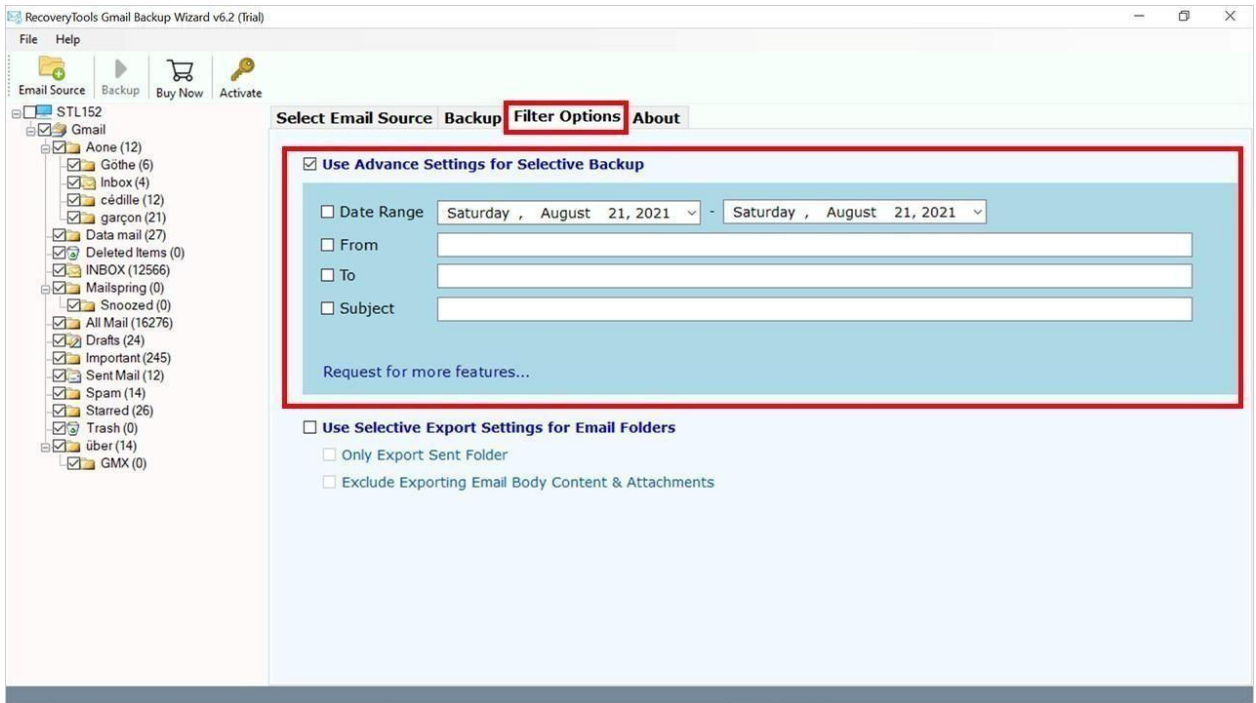 RecoveryTools Gmail Backup Wizard v6.2 (Trial)
File Help
Email Source Backup Buy Now Activate
STL152
Gmail
Aone (12)
Göthe (6)
Inbox (4)
cédille (12)
garçon (21)
Data mail (27)
Deleted Items (0)
INBOX (12566)
Mailspring (0)
Snoozed (0)
All Mail (16276)
Drafts (24)
Important (245)
Sent Mail (12)
Spam (14)
Starred (26)
Trash (0)
über (14)
GMX (0)
Select Email Source Backup Filter Options About
Use Advance Settings for Selective Backup
Date Range Saturday , August 21, 2021 - Saturday , August 21, 2021
From
To
Subject
Request for more features...
Use Selective Export Settings for Email Folders
Only Export Sent Folder
Exclude Exporting Email Body Content & Attachments